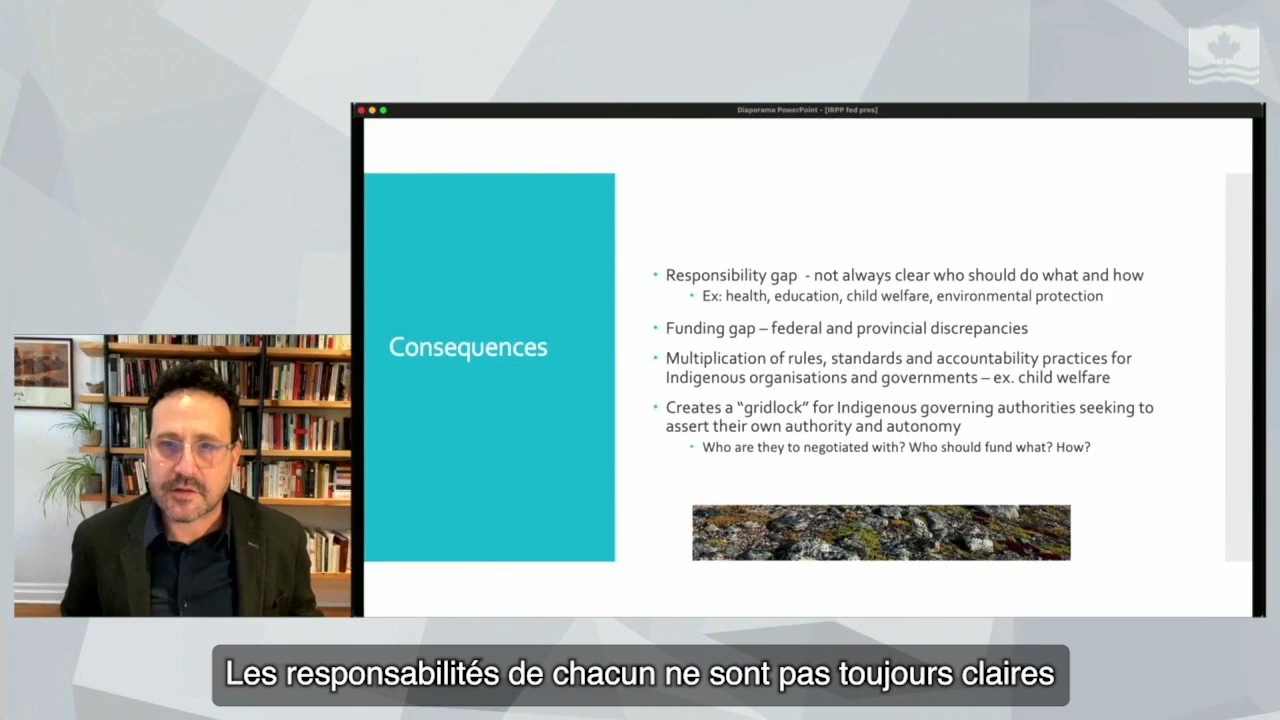 Diaporama PowerPoint - [IRPP fed pres]
Consequences
• Responsibility gap - not always clear who should do what and how
• Ex: health, education, child welfare, environmental protection
• Funding gap – federal and provincial discrepancies
• Multiplication of rules, standards and accountability practices for
Indigenous organisations and governments – ex. child welfare
• Creates a “gridlock” for Indigenous governing authorities seeking to
assert their own authority and autonomy
• Who are they to negotiated with? Who should fund what? How?
Les responsabilités de chacun ne sont pas toujours claires